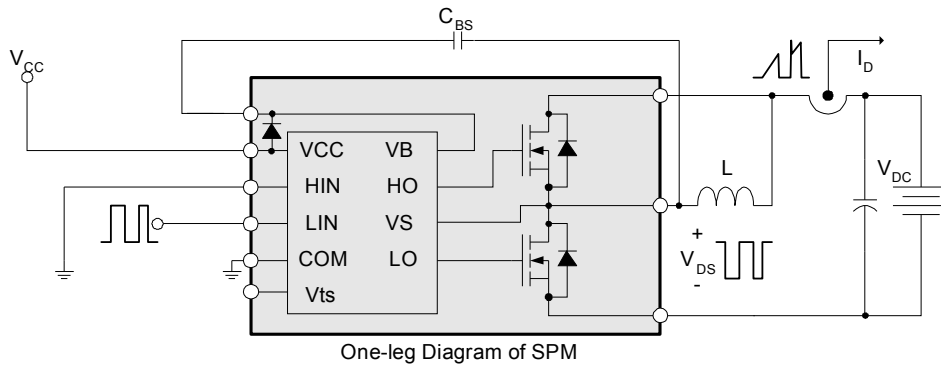 C_BS
V_CC
I_D
VCC VB
HIN HO
LIN VS
COM LO
Vts
L
V_DC
+
V_DS
-
One-leg Diagram of SPM